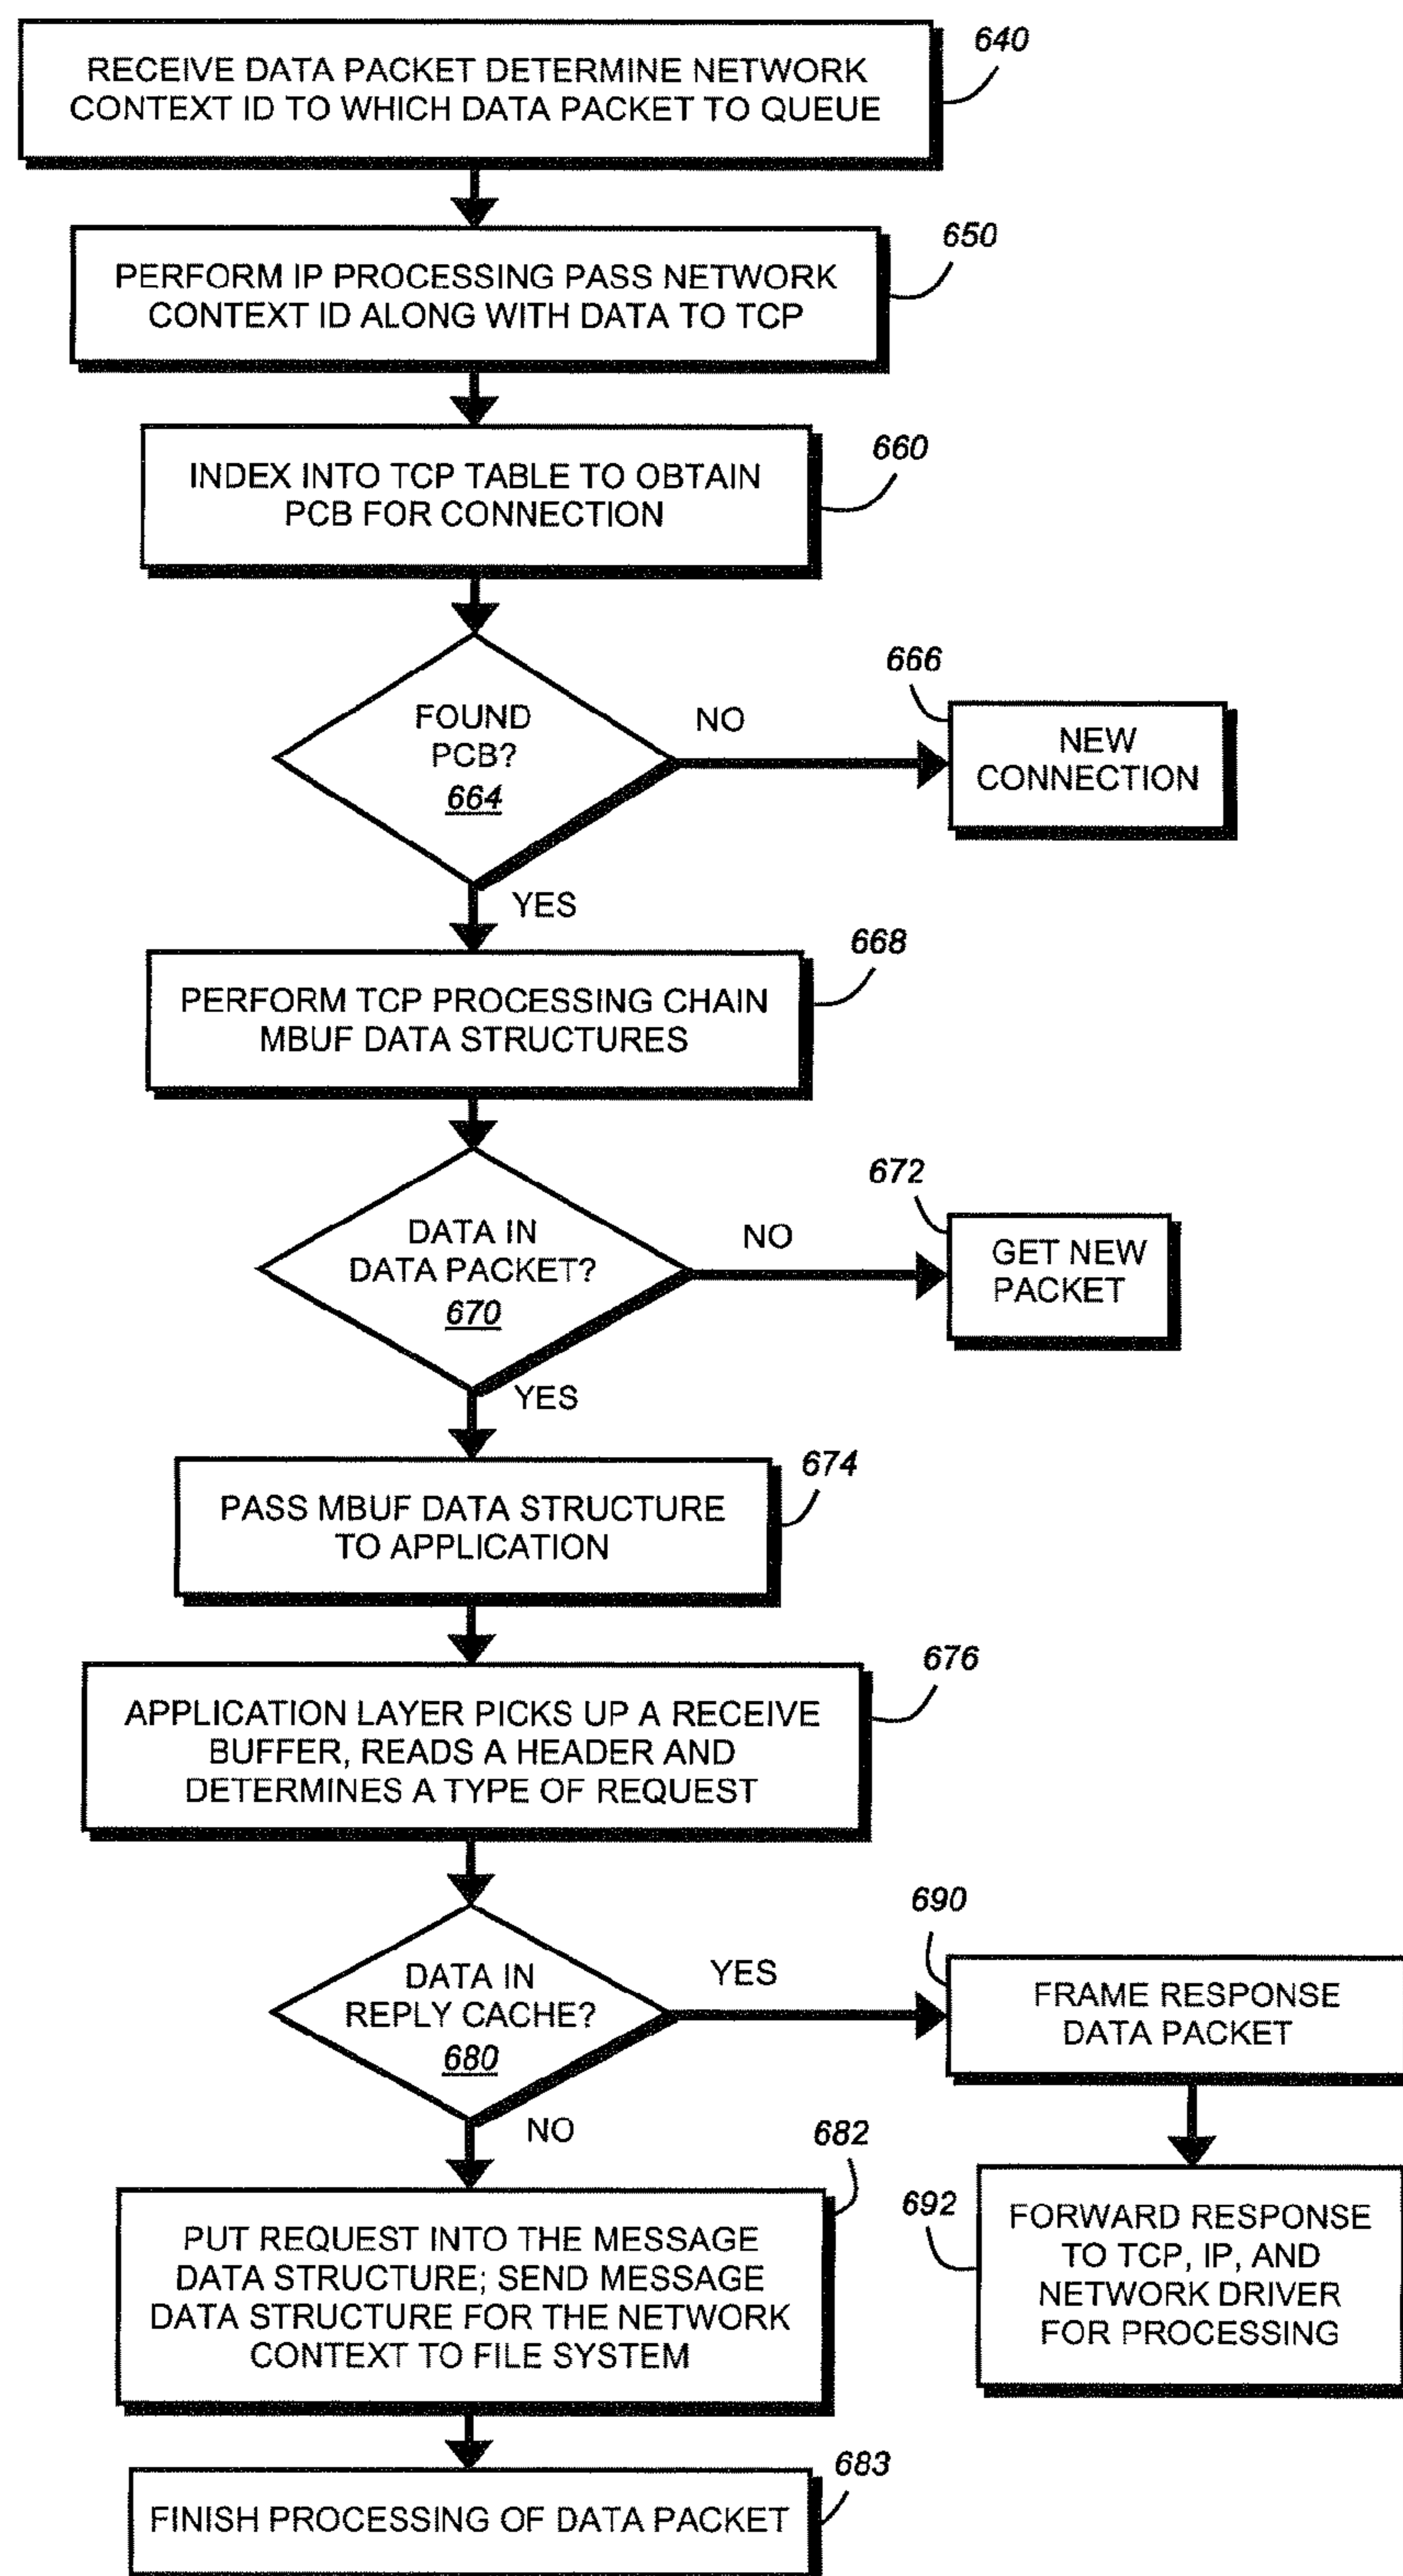 640
RECEIVE DATA PACKET DETERMINE NETWORK
CONTEXT ID TO WHICH DATA PACKET TO QUEUE
650
PERFORM IP PROCESSING PASS NETWORK
CONTEXT ID ALONG WITH DATA TO TCP
660
INDEX INTO TCP TABLE TO OBTAIN
PCB FOR CONNECTION
FOUND
PCB?
664
NO
666
NEW
CONNECTION
YES
668
PERFORM TCP PROCESSING CHAIN
MBUF DATA STRUCTURES
DATA IN
DATA PACKET?
670
NO
672
GET NEW
PACKET
YES
674
PASS MBUF DATA STRUCTURE
TO APPLICATION
676
APPLICATION LAYER PICKS UP A RECEIVE
BUFFER, READS A HEADER AND
DETERMINES A TYPE OF REQUEST
DATA IN
REPLY CACHE?
680
YES
690
FRAME RESPONSE
DATA PACKET
NO
682
PUT REQUEST INTO THE MESSAGE
DATA STRUCTURE; SEND MESSAGE
DATA STRUCTURE FOR THE NETWORK
CONTEXT TO FILE SYSTEM
692
FORWARD RESPONSE
TO TCP, IP, AND
NETWORK DRIVER
FOR PROCESSING
683
FINISH PROCESSING OF DATA PACKET